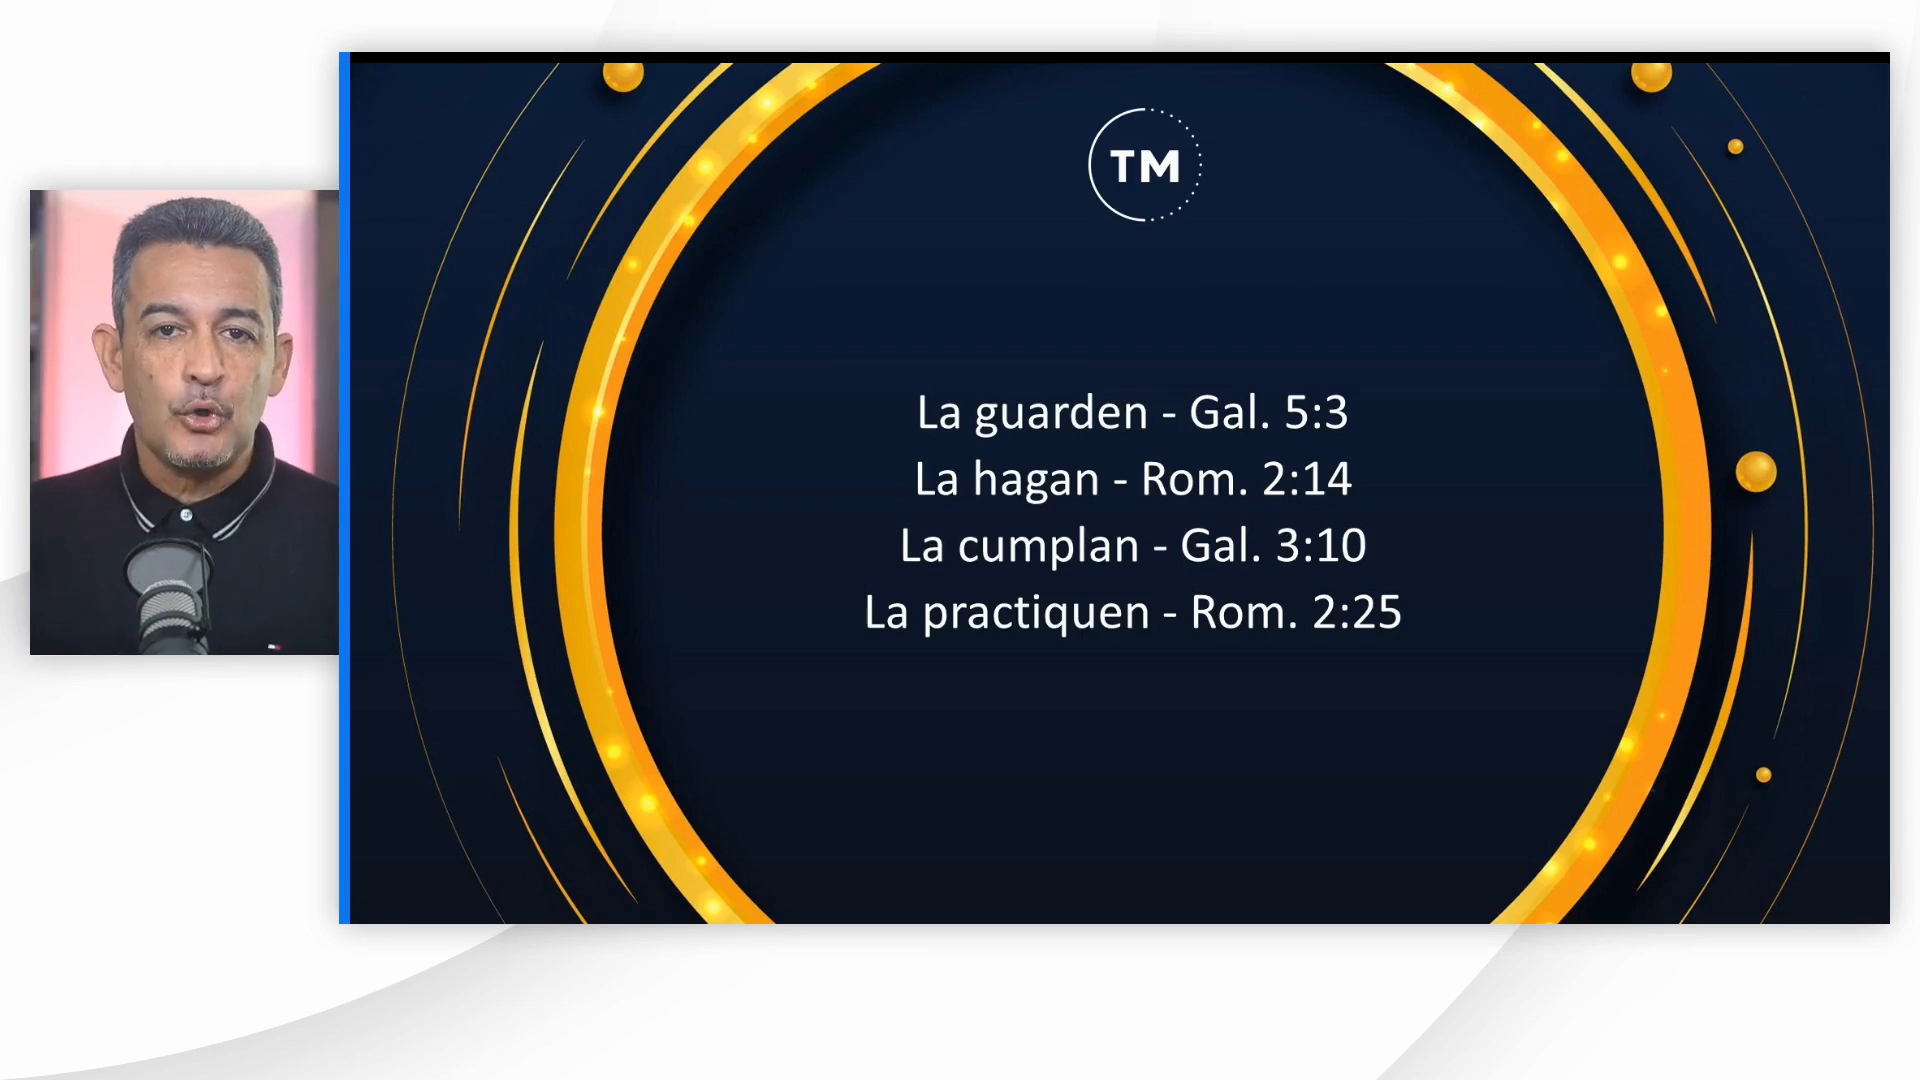 TM
La guarden - Gal. 5:3
La hagan - Rom. 2:14
La cumplan - Gal. 3:10
La practiquen - Rom. 2:25